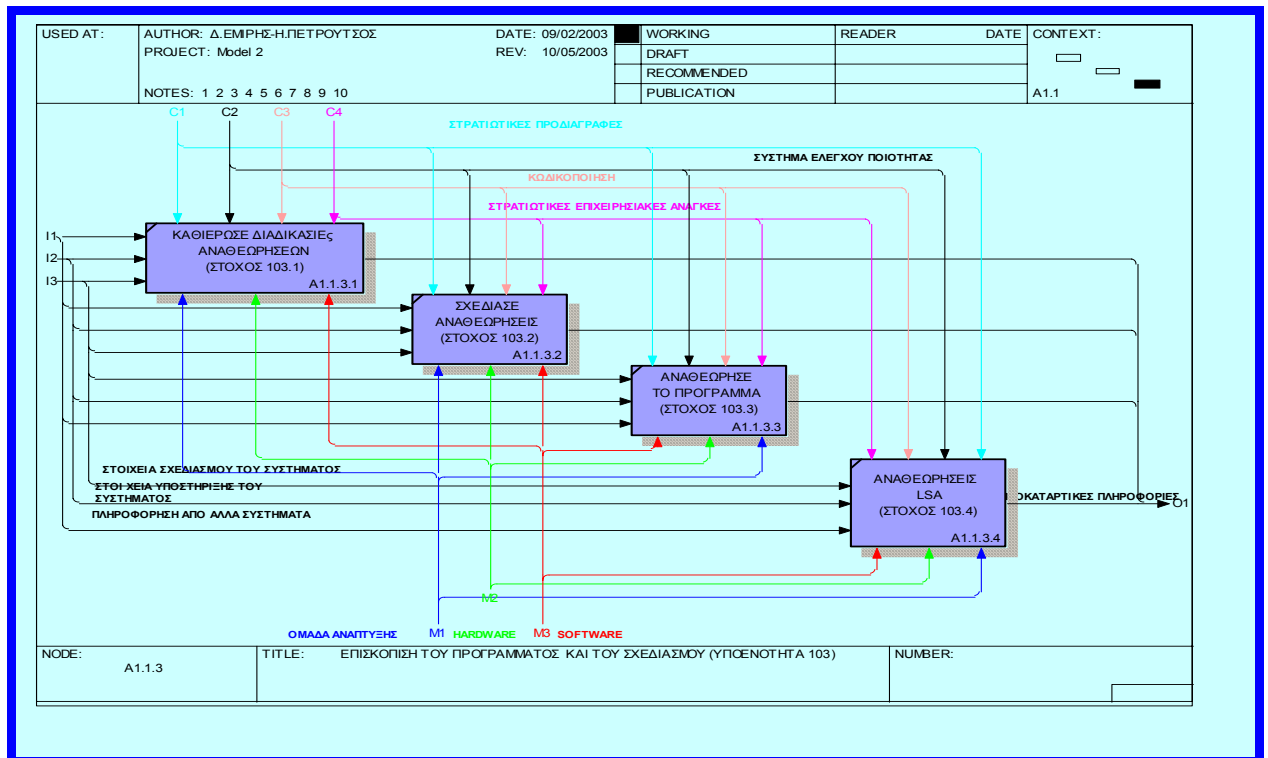 USED AT:
AUTHOR: Δ.ΕΜΙΡΗΣ-Η.ΠΕΤΡΟΥΤΣΟΣ
DATE: 09/02/2003
WORKING
READER
DATE
CONTEXT:
PROJECT: Model 2
REV: 10/05/2003
DRAFT
RECOMMENDED
NOTES: 1 2 3 4 5 6 7 8 9 10
PUBLICATION
A1.1
C1
C2
C3
C4
ΣΤΡΑΤΙΩΤΙΚΕΣ ΠΡΟΔΙΑΓΡΑΦΕΣ
ΣΥΣΤΗΜΑ ΕΛΕΓΧΟΥ ΠΟΙΟΤΗΤΑΣ
ΚΩΔΙΚΟΠΟΙΗΣΗ
ΣΤΡΑΤΙΩΤΙΚΕΣ ΕΠΙΧΕΙΡΗΣΙΑΚΕΣ ΑΝΑΓΚΕΣ
I1
I2
I3
ΚΑΘΙΕΡΩΣΕ ΔΙΑΔΙΚΑΣΙΕς
ΑΝΑΘΕΩΡΗΣΕΩΝ
(ΣΤΟΧΟΣ 103.1)
A1.1.3.1
ΣΧΕΔΙΑΣΕ
ΑΝΑΘΕΩΡΗΣΕΙΣ
(ΣΤΟΧΟΣ 103.2)
A1.1.3.2
ΑΝΑΘΕΩΡΗΣΕ
ΤΟ ΠΡΟΓΡΑΜΜΑ
(ΣΤΟΧΟΣ 103.3)
A1.1.3.3
ΑΝΑΘΕΩΡΗΣΕΙΣ
LSA
(ΣΤΟΧΟΣ 103.4)
A1.1.3.4
ΣΤΟΙΧΕΙΑ ΣΧΕΔΙΑΣΜΟΥ ΤΟΥ ΣΥΣΤΗΜΑΤΟΣ
ΣΤΟΙ ΧΕΙΑ ΥΠΟΣΤΗΡΙΞΗΣ ΤΟΥ
ΣΥΣΤΗΜΑΤΟΣ
ΠΛΗΡΟΦΟΡΗΣΗ ΑΠΟ ΑΛΛΑ ΣΥΣΤΗΜΑΤΑ
ΠΛΗΡΟΦΟΡΙΕΣ
O1
M2
ΟΜΑΔΑ ΑΝΑΠΤΥΞΗΣ
M1
HARDWARE
M3
SOFTWARE
NODE:
A1.1.3
TITLE:
ΕΠΙΣΚΟΠΙΣΗ ΤΟΥ ΠΡΟΓΡΑΜΜΑΤΟΣ ΚΑΙ ΤΟΥ ΣΧΕΔΙΑΣΜΟΥ (ΥΠΟΕΝΟΤΗΤΑ 103)
NUMBER: